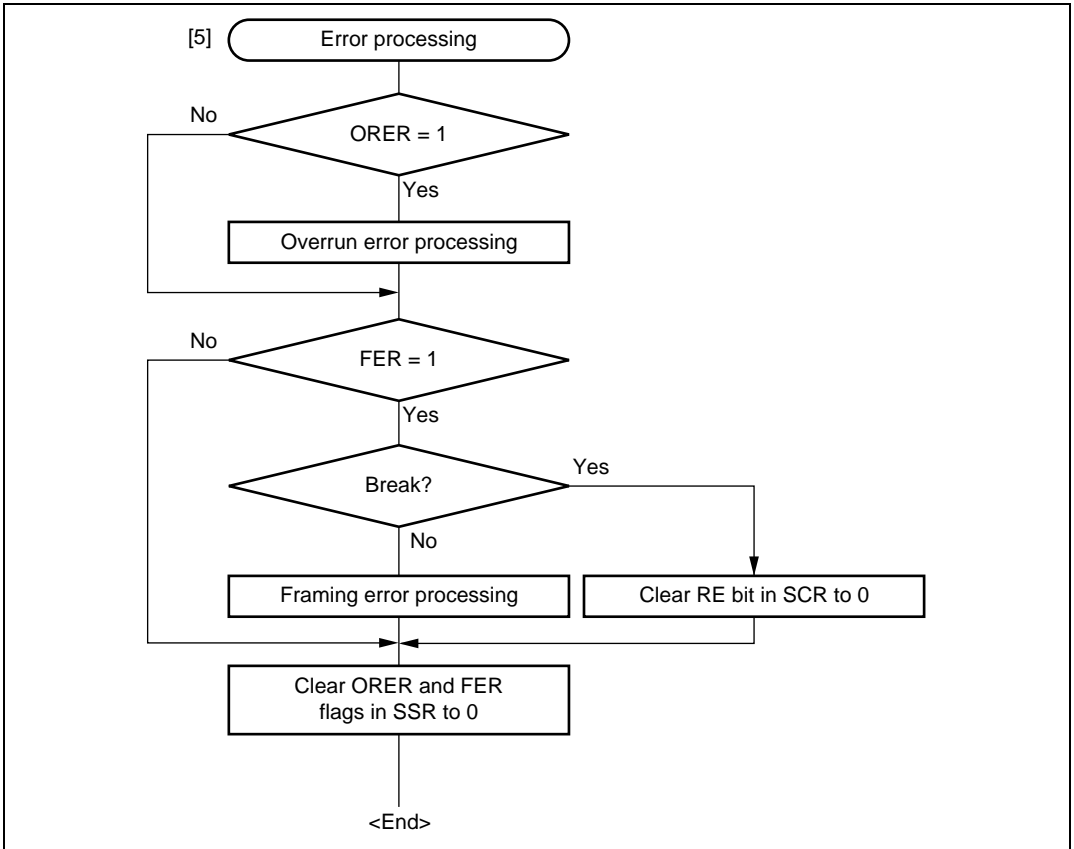 [5] Error processing
No
ORER = 1
Yes
Overrun error processing
No
FER = 1
Yes
Break?
Yes
No
Framing error processing
Clear RE bit in SCR to 0
Clear ORER and FER
flags in SSR to 0
<End>